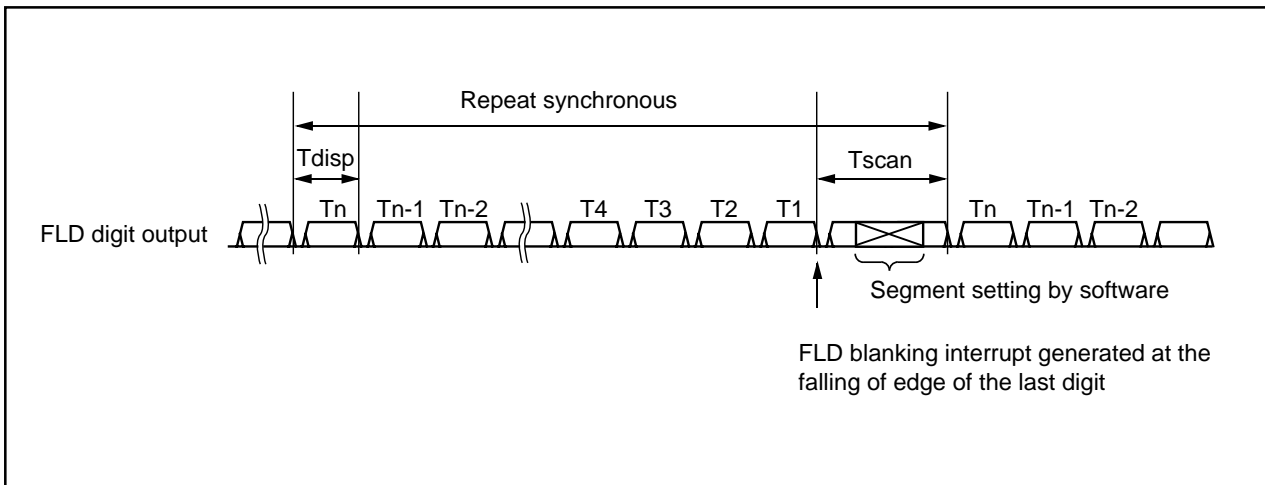 Repeat synchronous
Tdisp
Tscan
Tn Tn-1 Tn-2 T4 T3 T2 T1 Tn Tn-1 Tn-2
FLD digit output
Segment setting by software
FLD blanking interrupt generated at the
falling of edge of the last digit